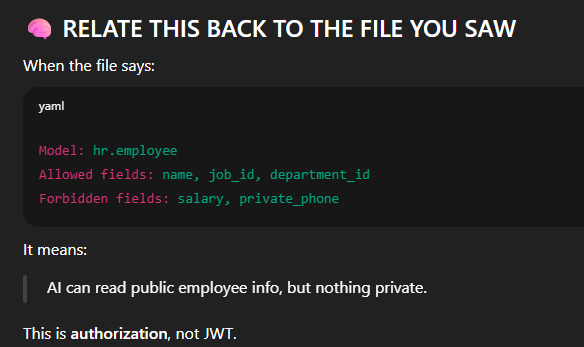 🧠 RELATE THIS BACK TO THE FILE YOU SAW
When the file says:
yaml
Model: hr.employee
Allowed fields: name, job_id, department_id
Forbidden fields: salary, private_phone
It means:
AI can read public employee info, but nothing private.
This is authorization, not JWT.